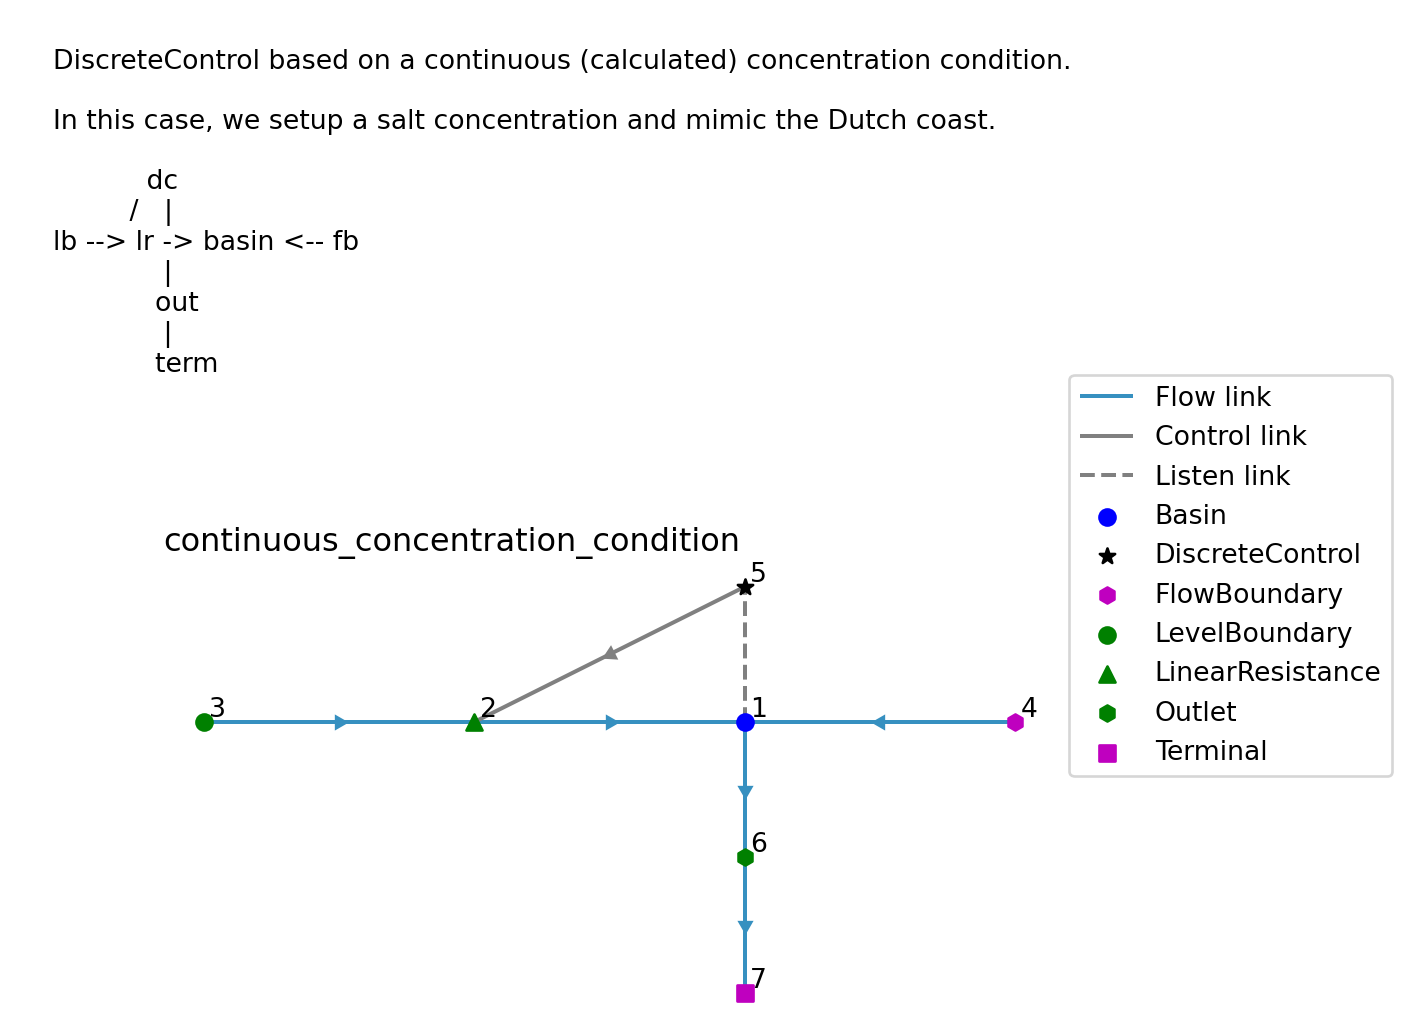 DiscreteControl based on a continuous (calculated) concentration condition.
In this case, we setup a salt concentration and mimic the Dutch coast.
dc
/ |
lb --> lr -> basin <-- fb
|
out
|
term
Flow link
Control link
Listen link
Basin
DiscreteControl
FlowBoundary
LevelBoundary
LinearResistance
Outlet
Terminal
continuous_concentration_condition
5
3
2
1
4
6
7